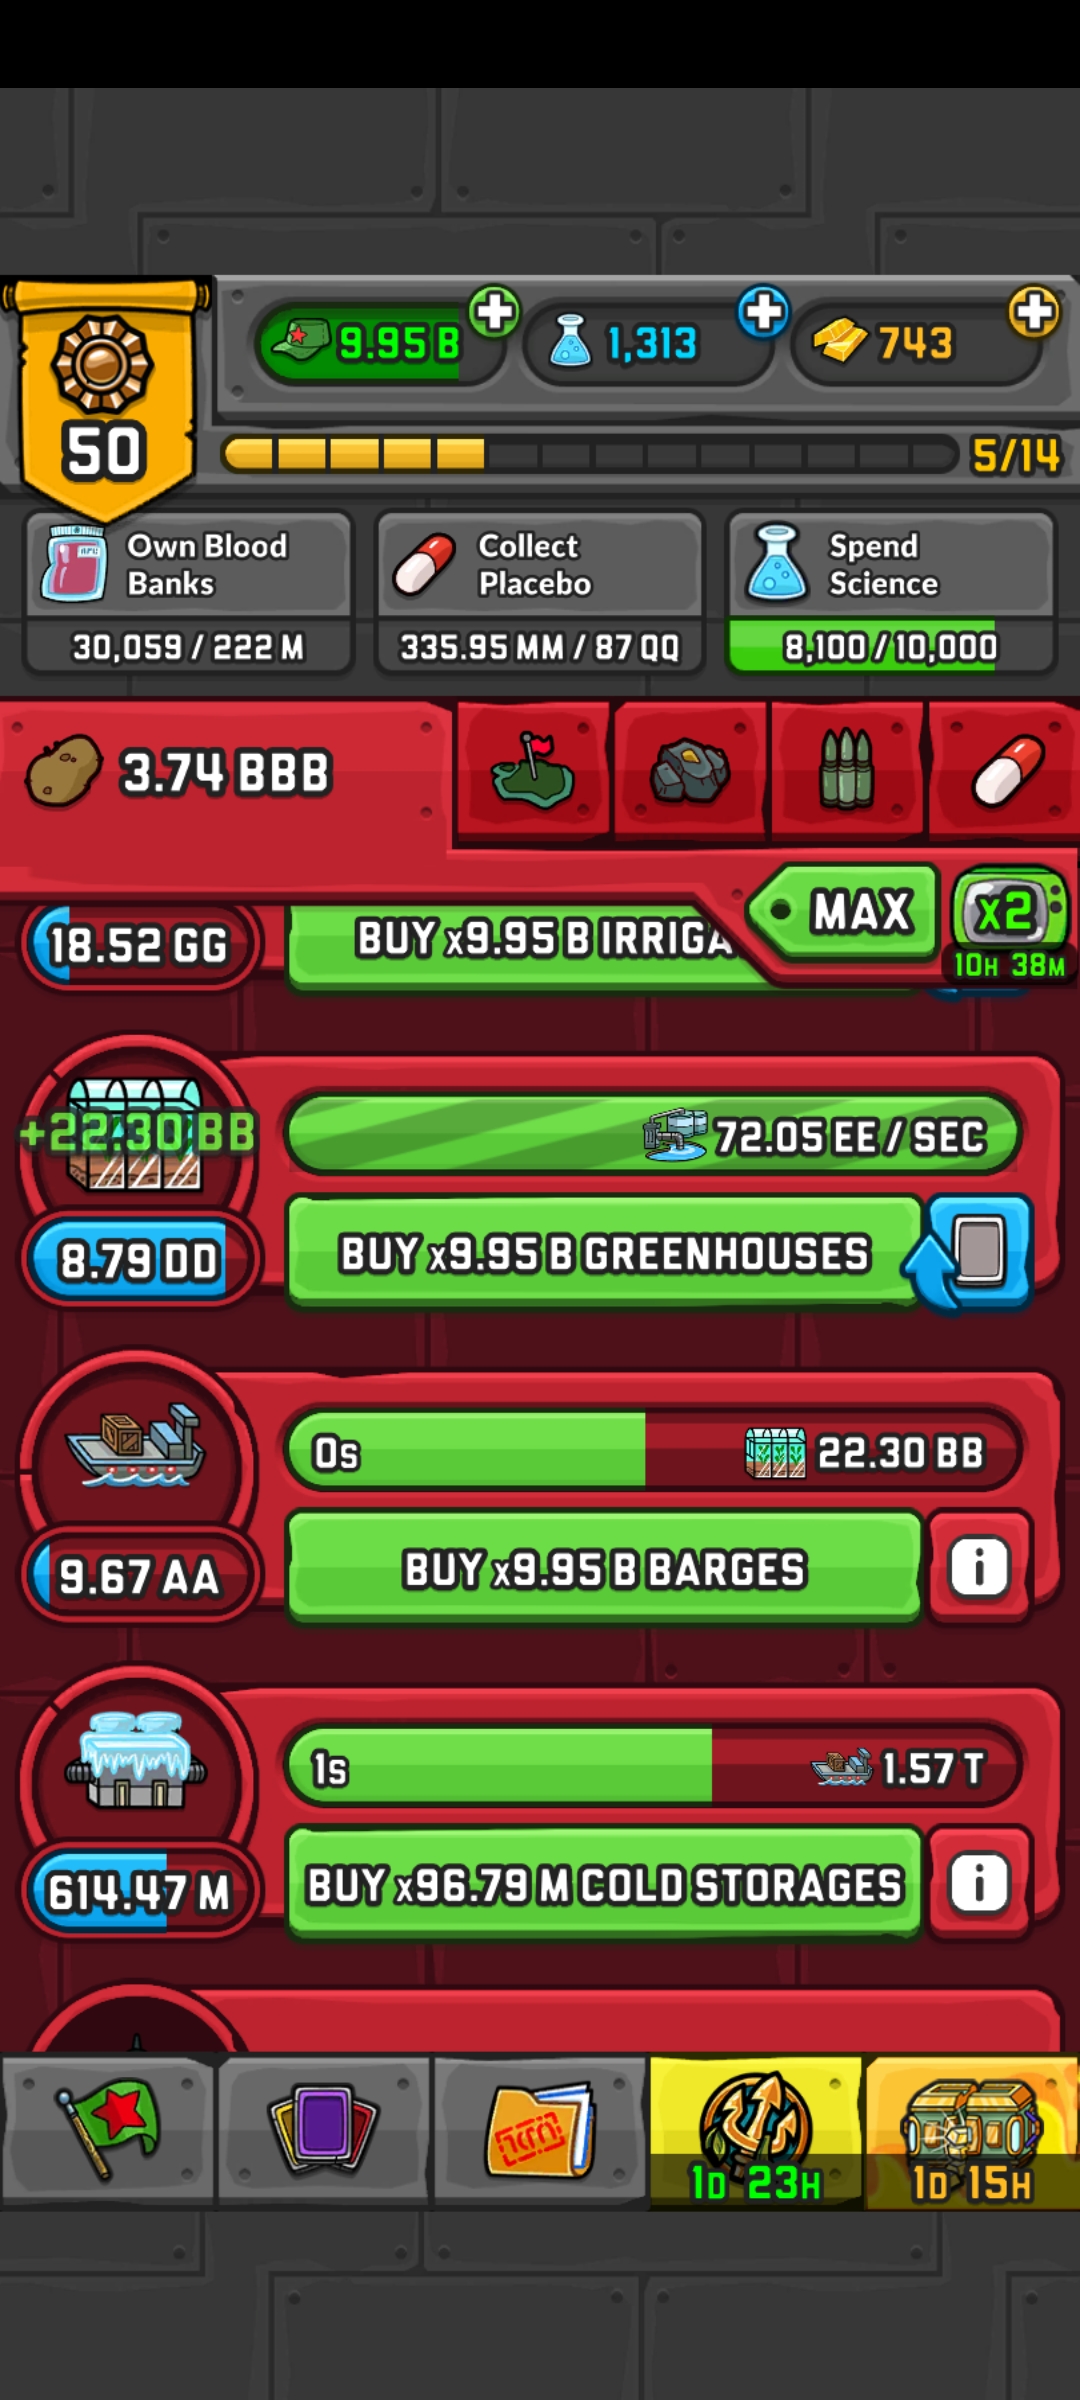 9.95 B
1,313
743
50
5/14
Own Blood
Banks
30,059 / 222 M
Collect
Placebo
335.95 MM / 87 QQ
Spend
Science
8,100 / 10,000
3.74 BBB
MAX
x2
10H 38M
18.52 GG
BUY x9.95 B IRRIGA
+22.30 BB
72.05 EE / SEC
8.79 DD
BUY x9.95 B GREENHOUSES
0s
22.30 BB
9.67 AA
BUY x9.95 B BARGES
1s
1.57 T
614.47 M
BUY x96.79 M COLD STORAGES
1D 23H
1D 15H